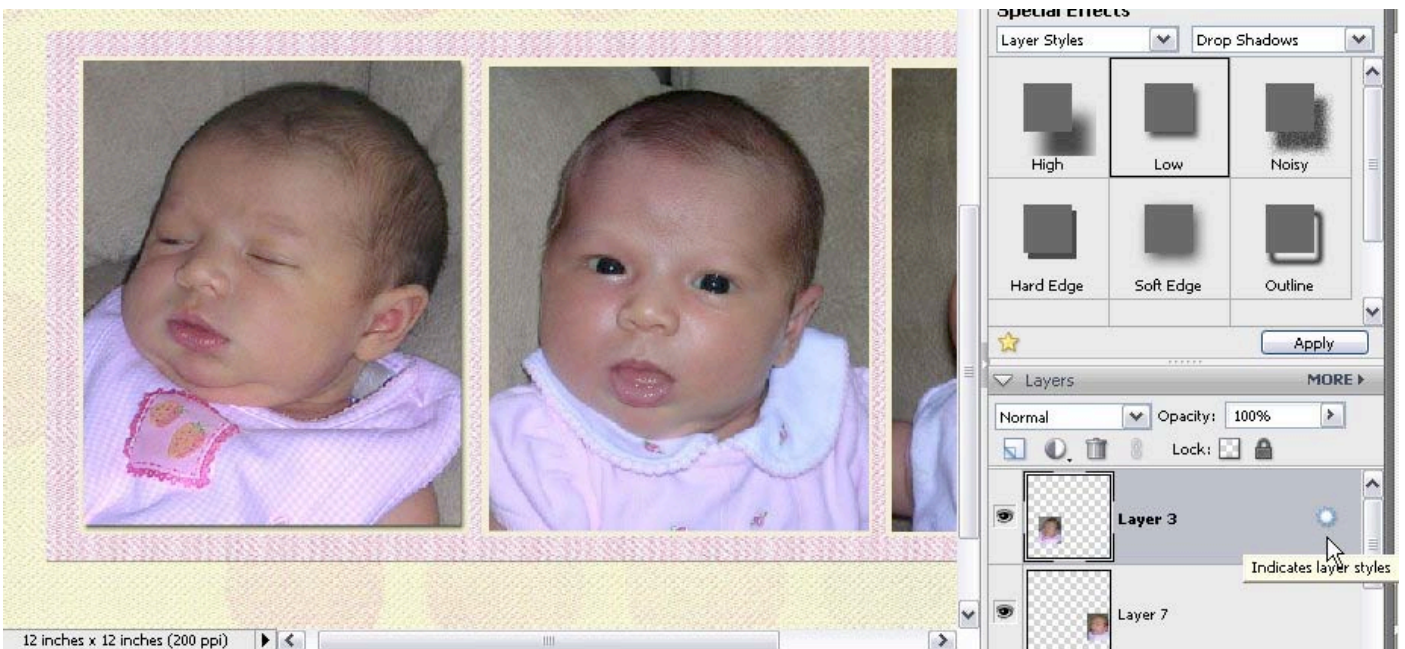 Special Effects
Layer Styles Drop Shadows
High Low Noisy
Hard Edge Soft Edge Outline
Apply
Layers MORE
Normal Opacity: 100%
Lock:
Layer 3
Indicates layer styles
Layer 7
12 inches x 12 inches (200 ppi)